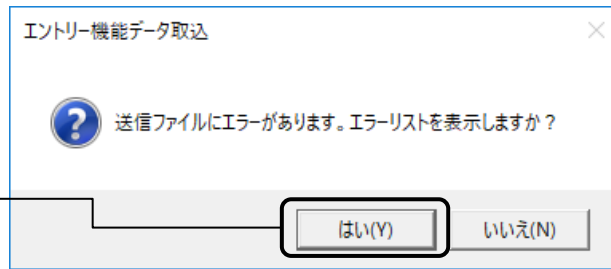 エントリー機能データ取込
送信ファイルにエラーがあります。エラーリストを表示しますか？
はい(Y)
いいえ(N)